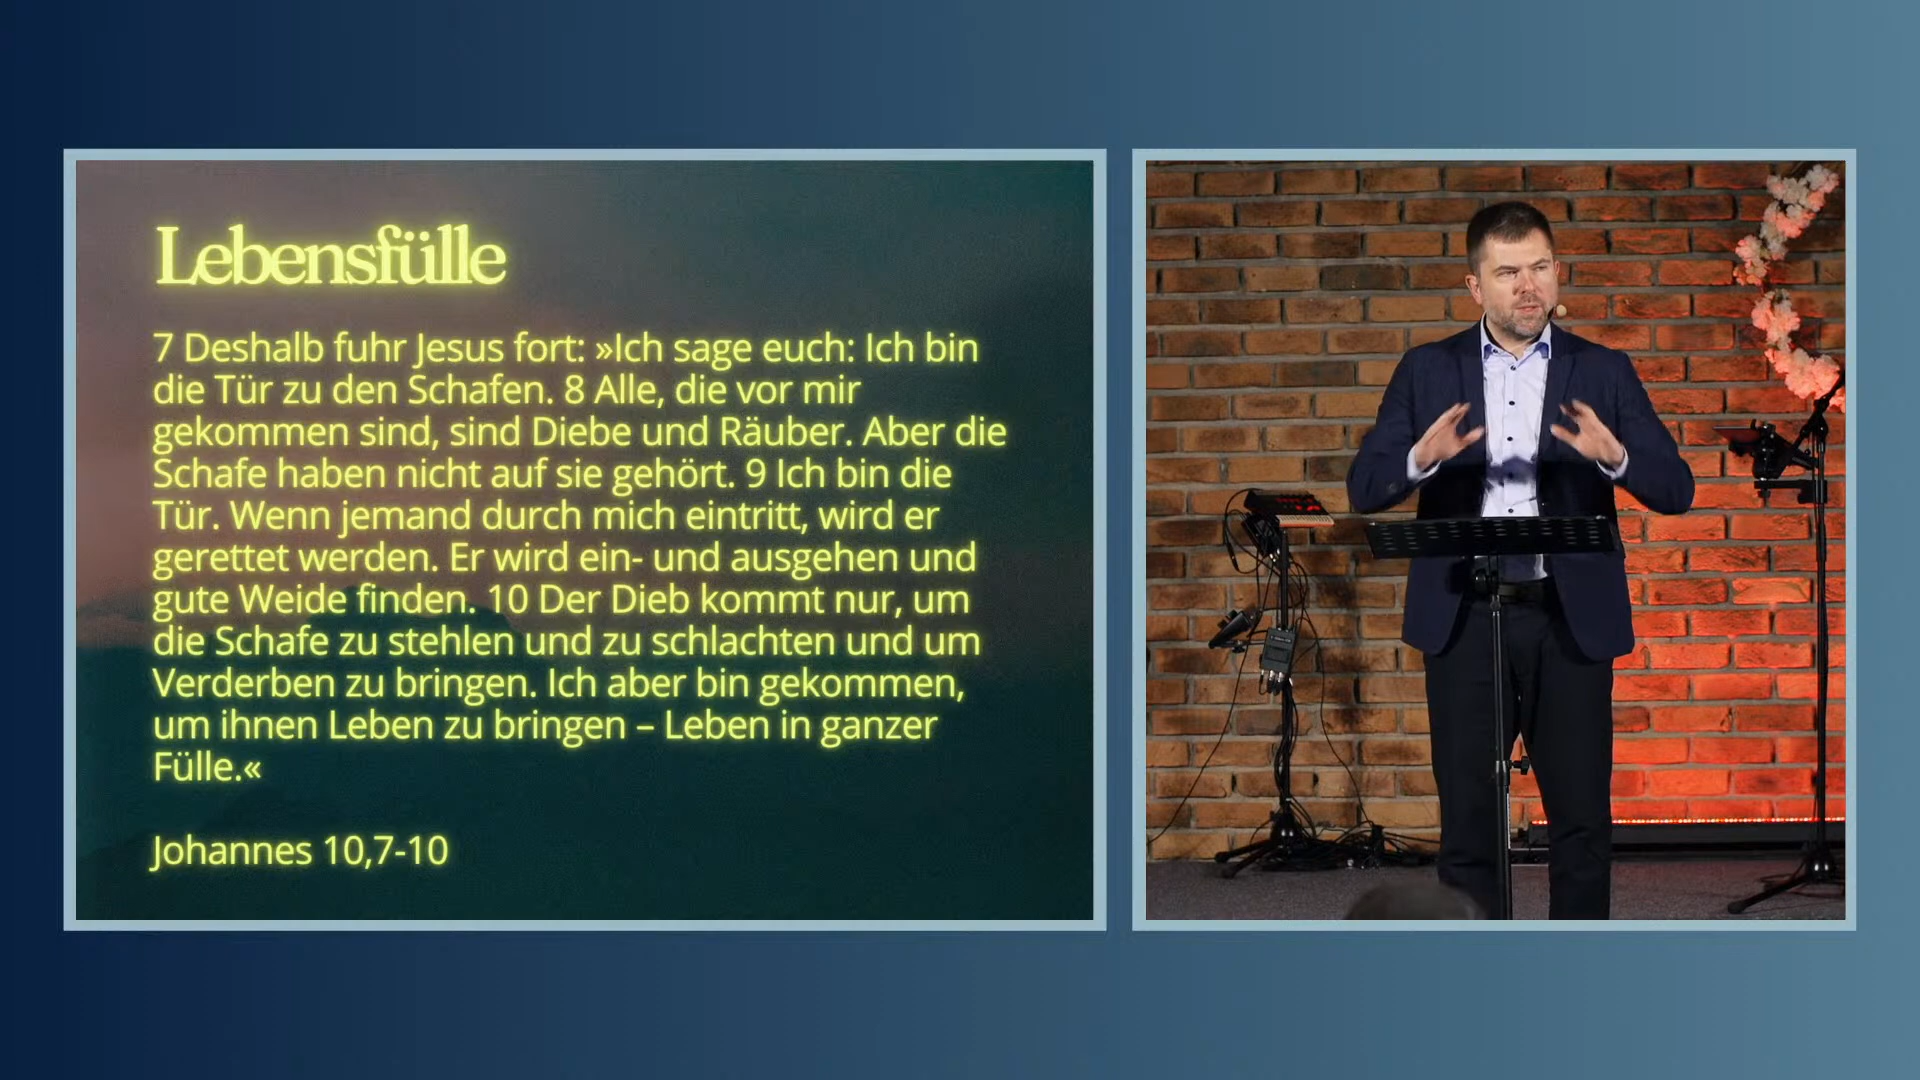 Lebensfülle
7 Deshalb fuhr Jesus fort: »Ich sage euch: Ich bin
die Tür zu den Schafen. 8 Alle, die vor mir
gekommen sind, sind Diebe und Räuber. Aber die
Schafe haben nicht auf sie gehört. 9 Ich bin die
Tür. Wenn jemand durch mich eintritt, wird er
gerettet werden. Er wird ein- und ausgehen und
gute Weide finden. 10 Der Dieb kommt nur, um
die Schafe zu stehlen und zu schlachten und um
Verderben zu bringen. Ich aber bin gekommen,
um ihnen Leben zu bringen – Leben in ganzer
Fülle.«
Johannes 10,7-10